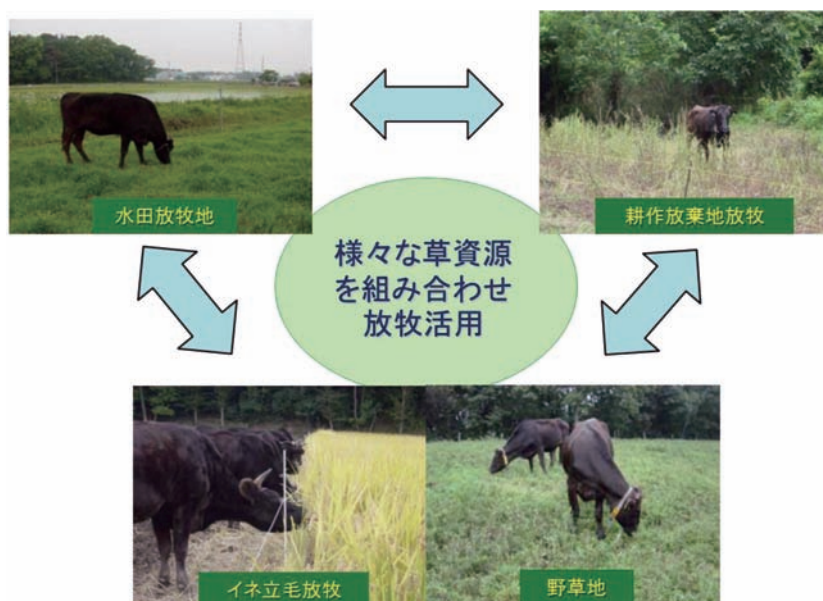 水田放牧地
耕作放棄地放牧
様々な草資源
を組み合わせ
放牧活用
イネ立毛放牧
野草地